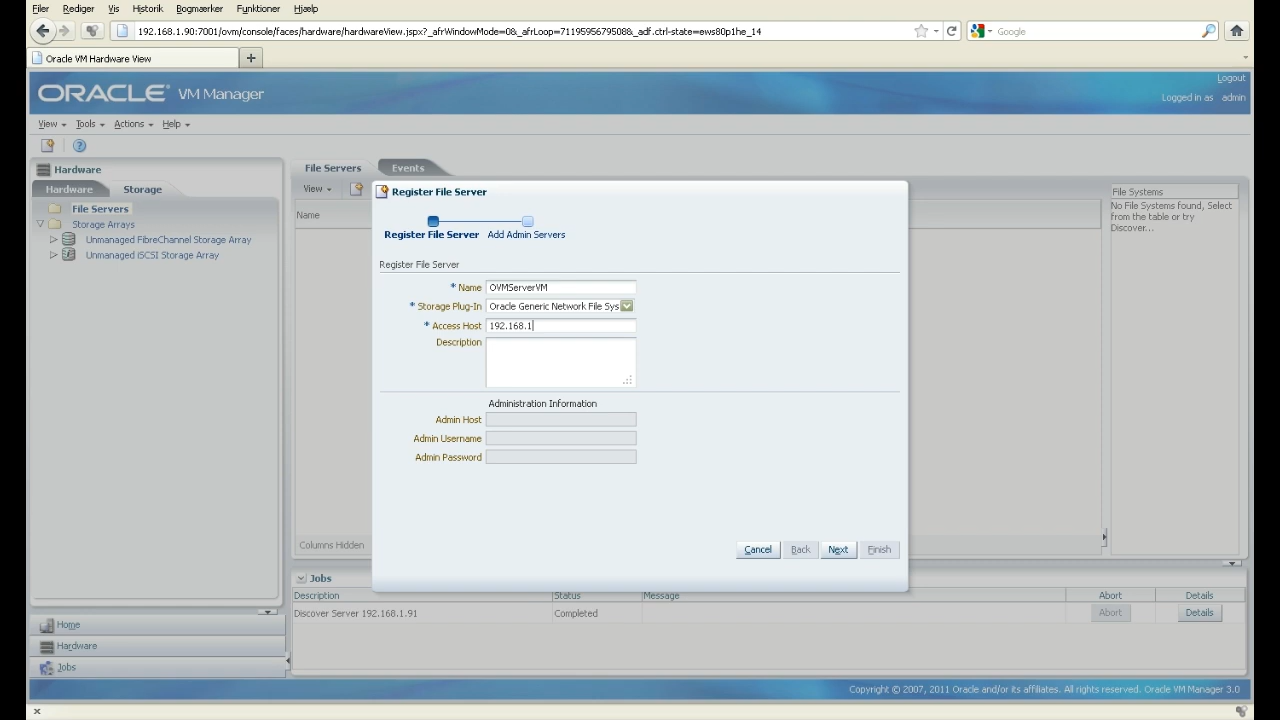 Filer Rediger Vis Historik Bogmærker Funktioner Hjælp
192.168.1.90:7001/ovm/console/faces/hardware/hardwareView.jspx?_afrWindowMode=0&_afrLoop=7119595679508&_adf.ctrl-state=ews80p1he_14 Google
Oracle VM Hardware View
Logout
ORACLE® VM Manager
Logged in as admin
View Tools Actions Help
Hardware
Hardware Storage
File Servers
Storage Arrays
Unmanaged FibreChannel Storage Array
Unmanaged iSCSI Storage Array
File Servers Events
View
Name
Columns Hidden
File Systems
No File Systems found, Select
from the table or try
Discover...
Register File Server
Register File Server Add Admin Servers
Register File Server
* Name OVMServerVM
* Storage Plug-In Oracle Generic Network File Sys
* Access Host 192.168.1
Description
Administration Information
Admin Host
Admin Username
Admin Password
Cancel Back Next Finish
Jobs
Description Status Message Abort Details
Discover Server 192.168.1.91 Completed Abort Details
Home
Hardware
Jobs
Copyright © 2007, 2011 Oracle and/or its affiliates. All rights reserved. Oracle VM Manager 3.0